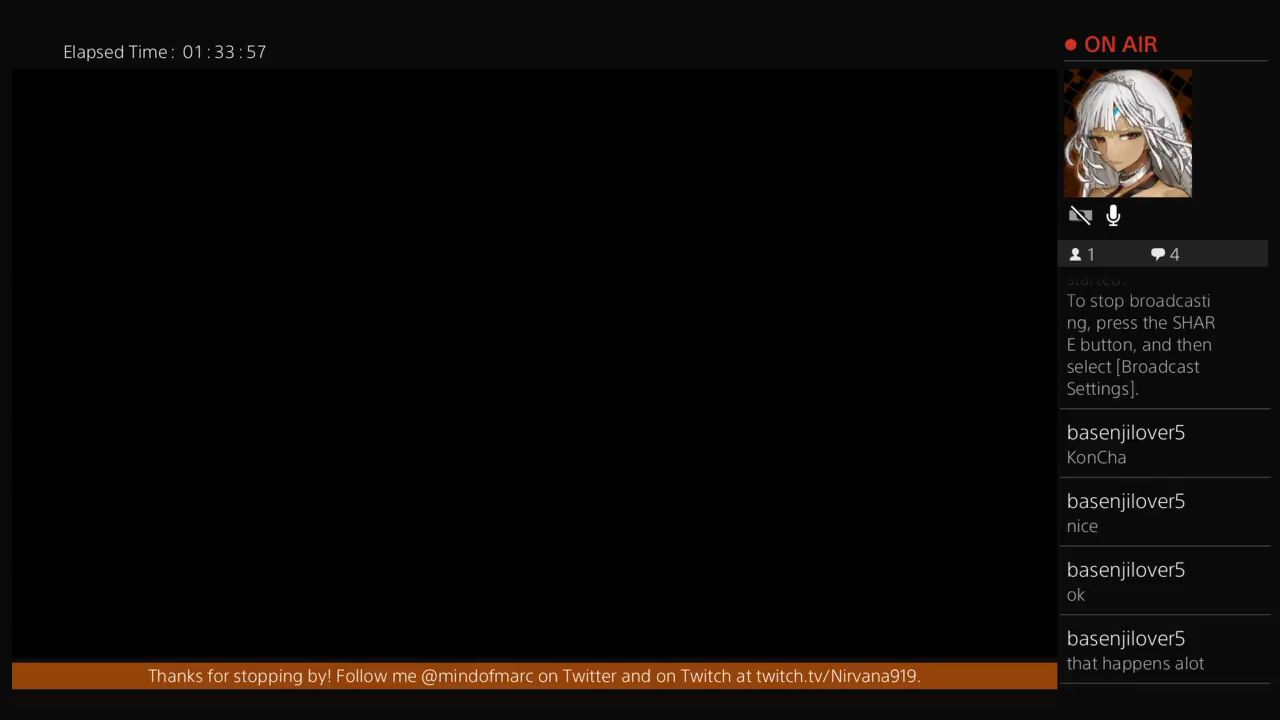 Elapsed Time: 01:33:57
ON AIR
1
4
started.
To stop broadcasti
ng, press the SHAR
E button, and then
select [Broadcast
Settings].
basenjilover5
KonCha
basenjilover5
nice
basenjilover5
ok
basenjilover5
that happens alot
Thanks for stopping by! Follow me @mindofmarc on Twitter and on Twitch at twitch.tv/Nirvana919.